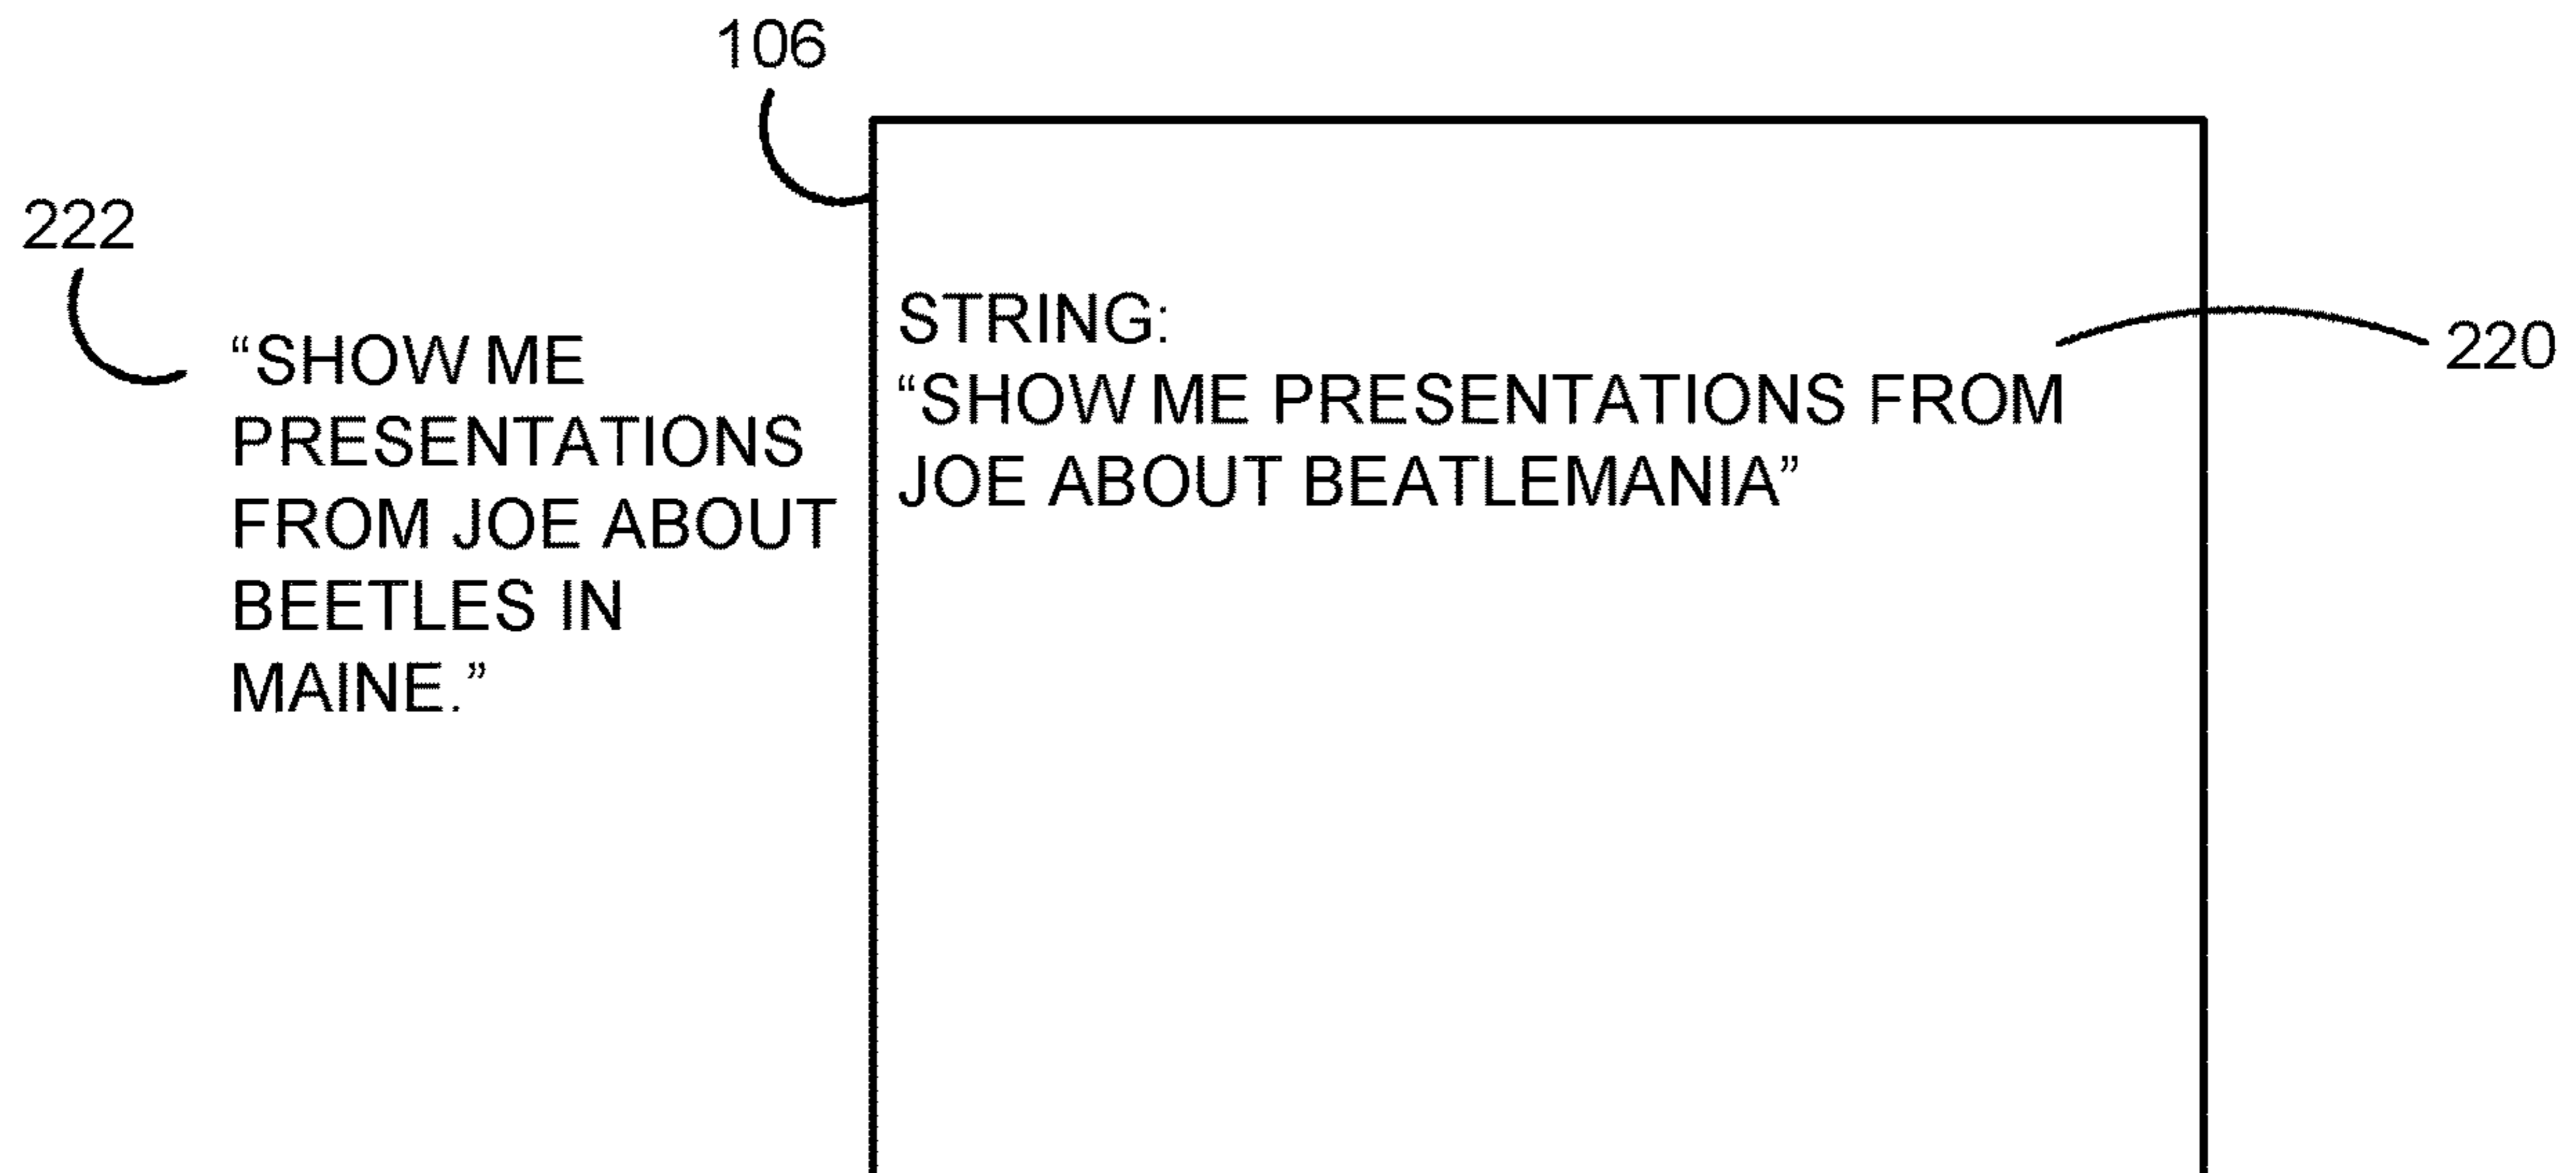 106
222
“SHOW ME
PRESENTATIONS
FROM JOE ABOUT
BEETLES IN
MAINE.”
STRING:
“SHOW ME PRESENTATIONS FROM
JOE ABOUT BEATLEMANIA”
220